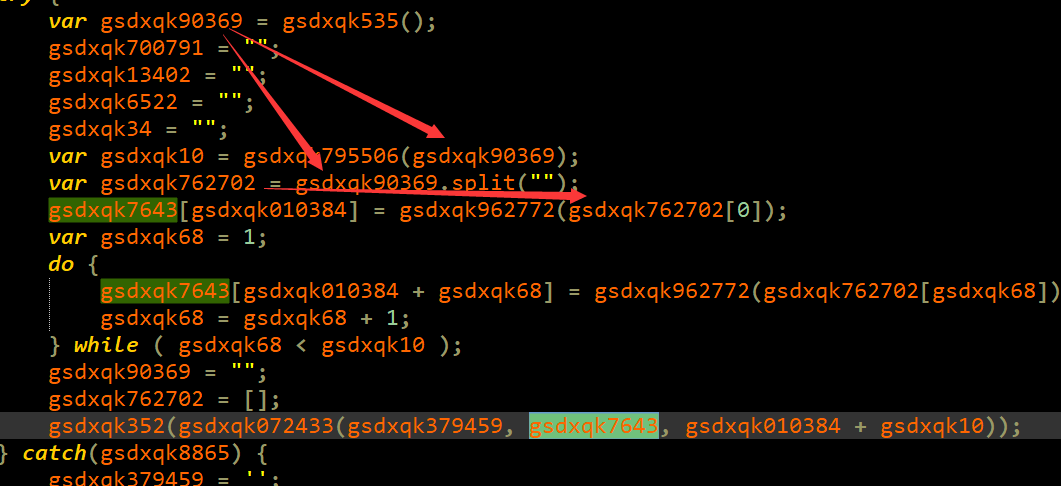 var gsdxqk90369 = gsdxqk535();
gsdxqk700791 = "";
gsdxqk13402 = "";
gsdxqk6522 = "";
gsdxqk34 = "";
var gsdxqk10 = gsdxqk795506(gsdxqk90369);
var gsdxqk762702 = gsdxqk90369.split("");
gsdxqk7643[gsdxqk010384] = gsdxqk962772(gsdxqk762702[0]);
var gsdxqk68 = 1;
do {
gsdxqk7643[gsdxqk010384 + gsdxqk68] = gsdxqk962772(gsdxqk762702[gsdxqk68])
gsdxqk68 = gsdxqk68 + 1;
} while ( gsdxqk68 < gsdxqk10 );
gsdxqk90369 = "";
gsdxqk762702 = [];
gsdxqk352(gsdxqk072433(gsdxqk379459, gsdxqk7643, gsdxqk010384 + gsdxqk10));
} catch(gsdxqk8865) {
gsdxqk379459 = '';